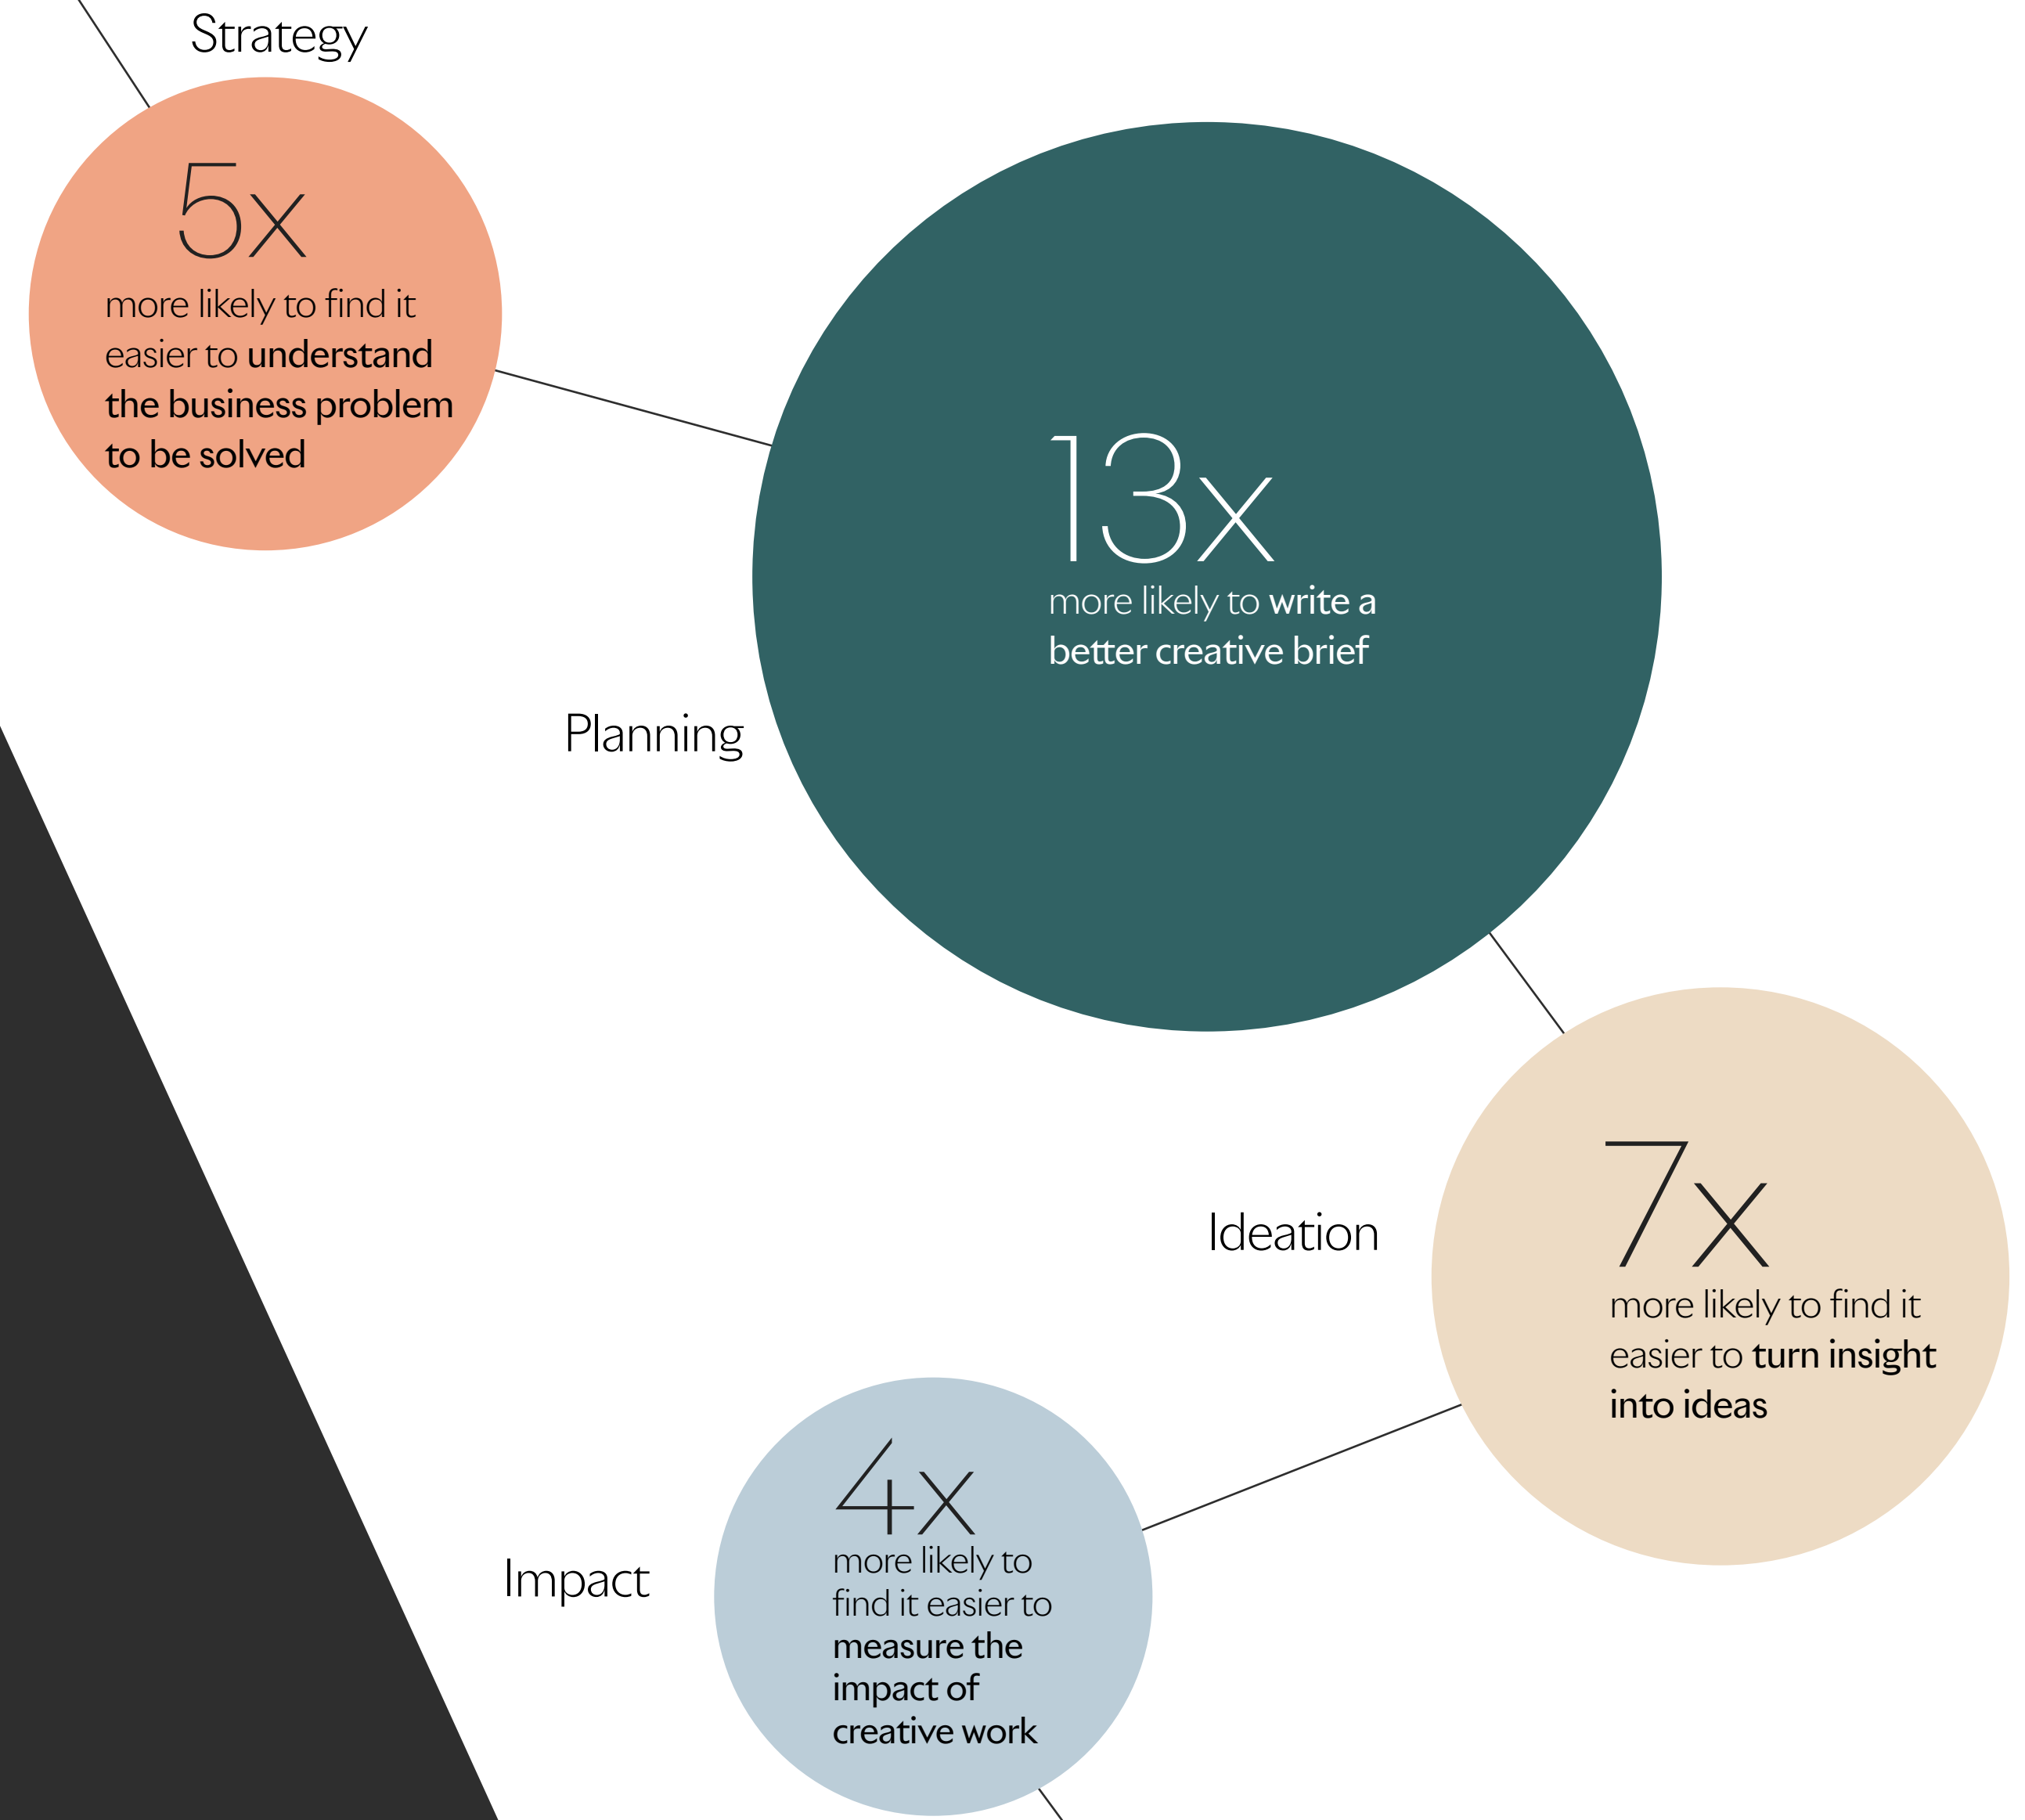 Strategy
5x
more likely to find it
easier to understand
the business problem
to be solved
13x
more likely to write a
better creative brief
Planning
7x
Ideation
more likely to find it
easier to turn insight
into ideas
4x
Impact
more likely to
find it easier to
measure the
impact of
creative work